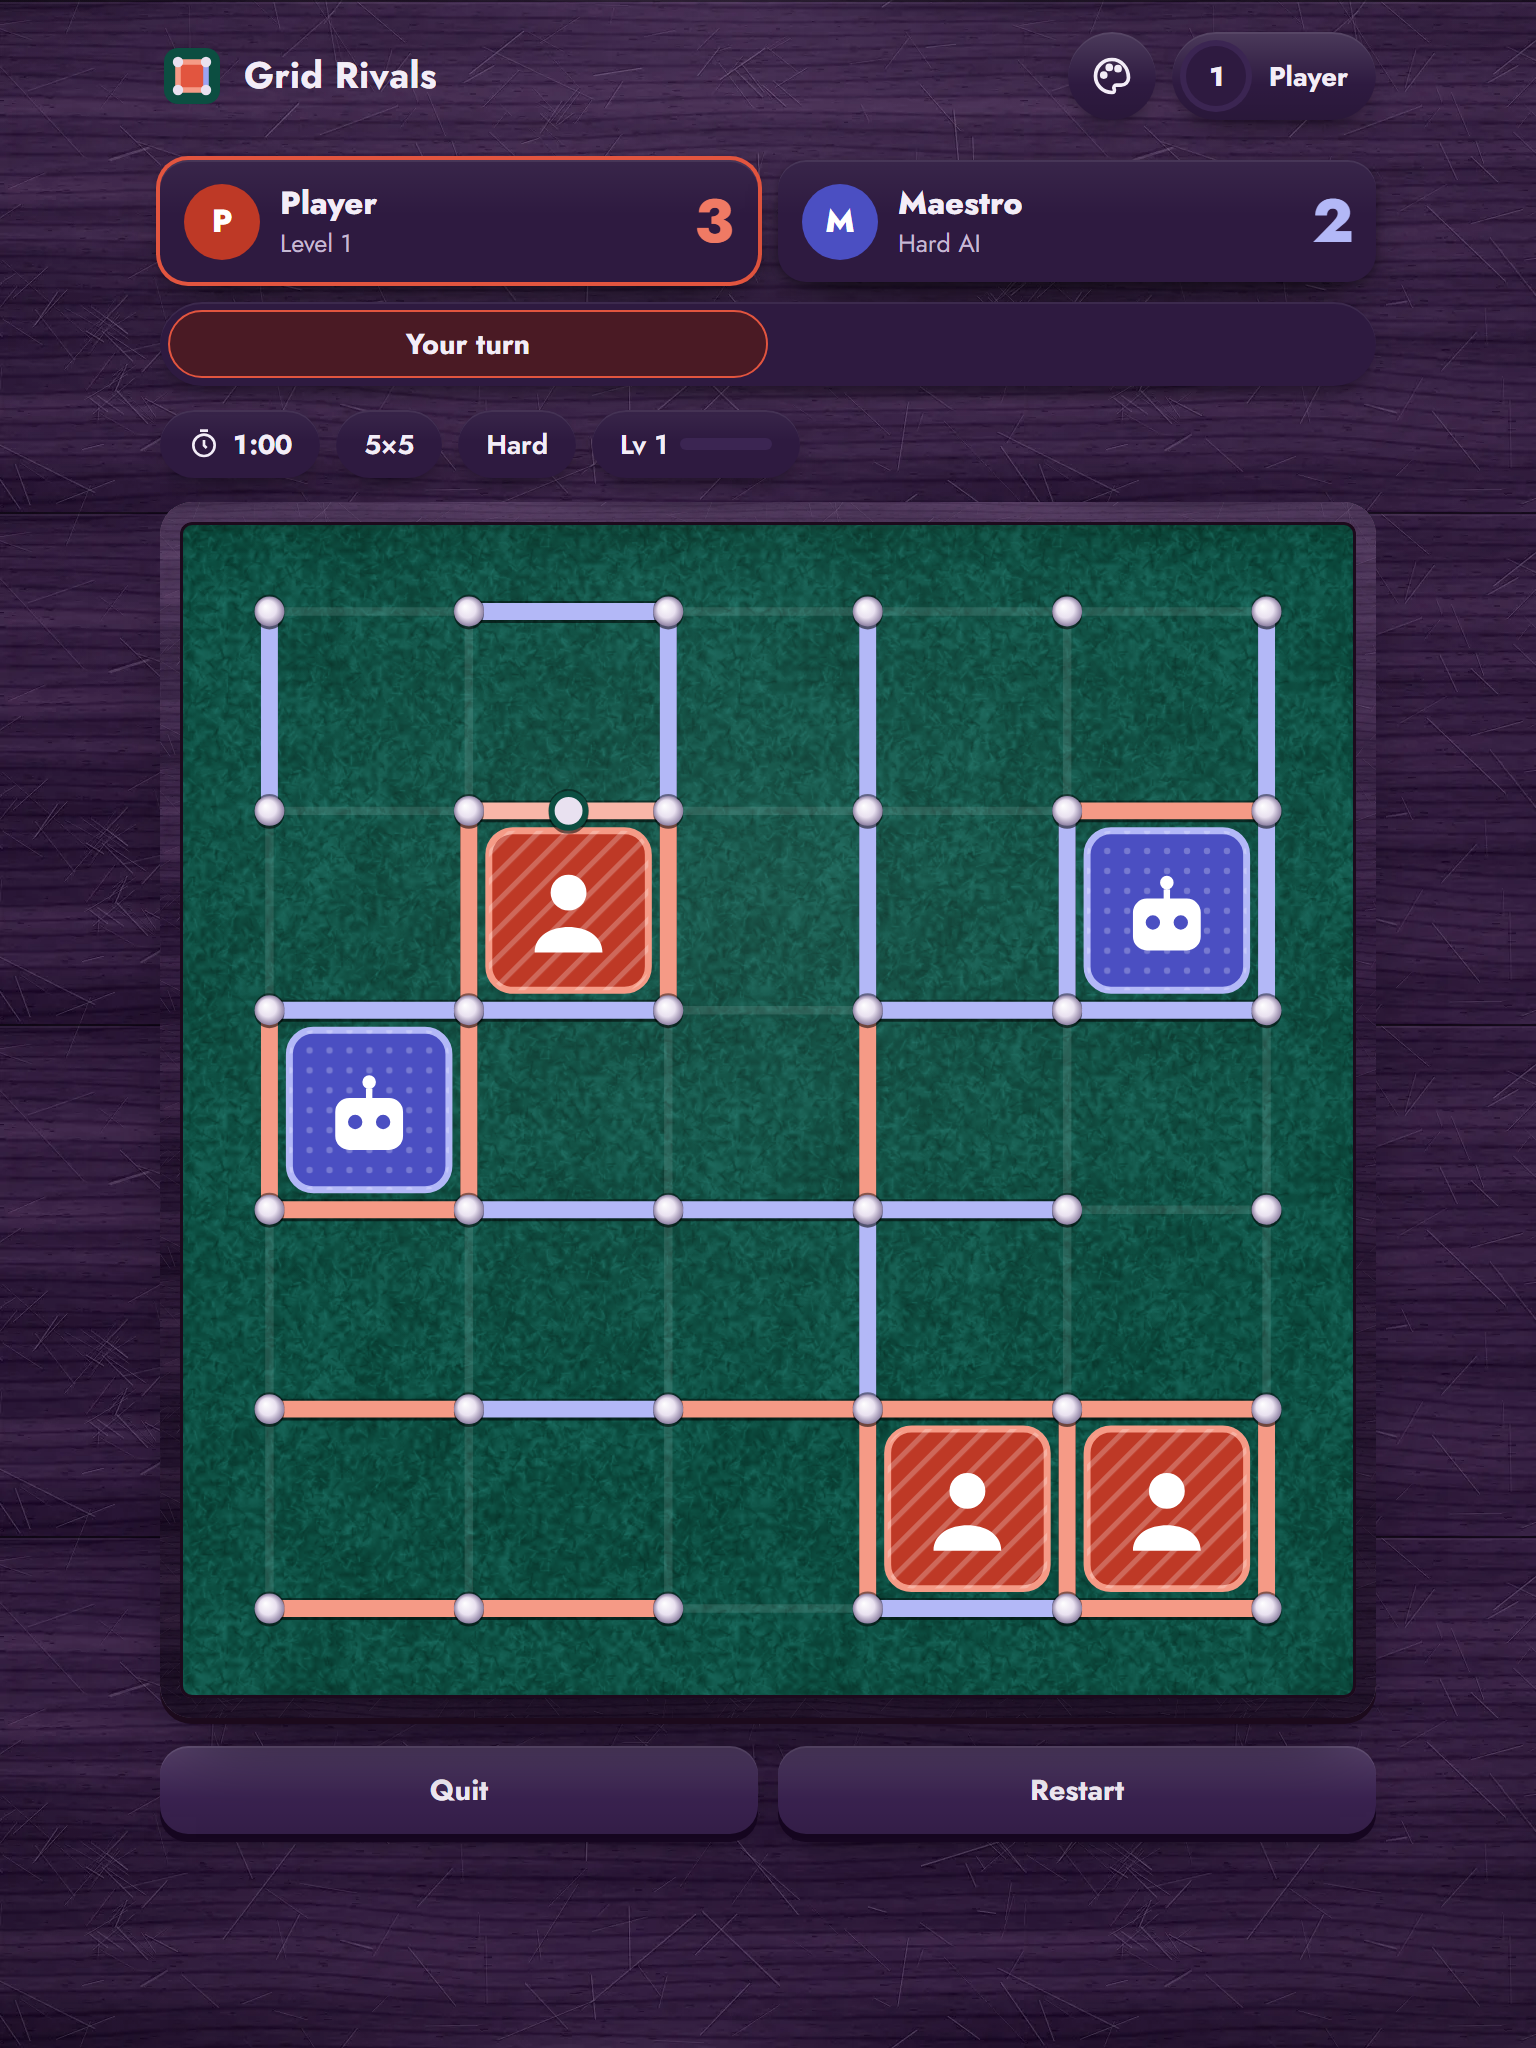 Grid Rivals
1 Player
P Player 3
Level 1
M Maestro 2
Hard AI
Your turn
1:00 5×5 Hard Lv 1
Quit Restart